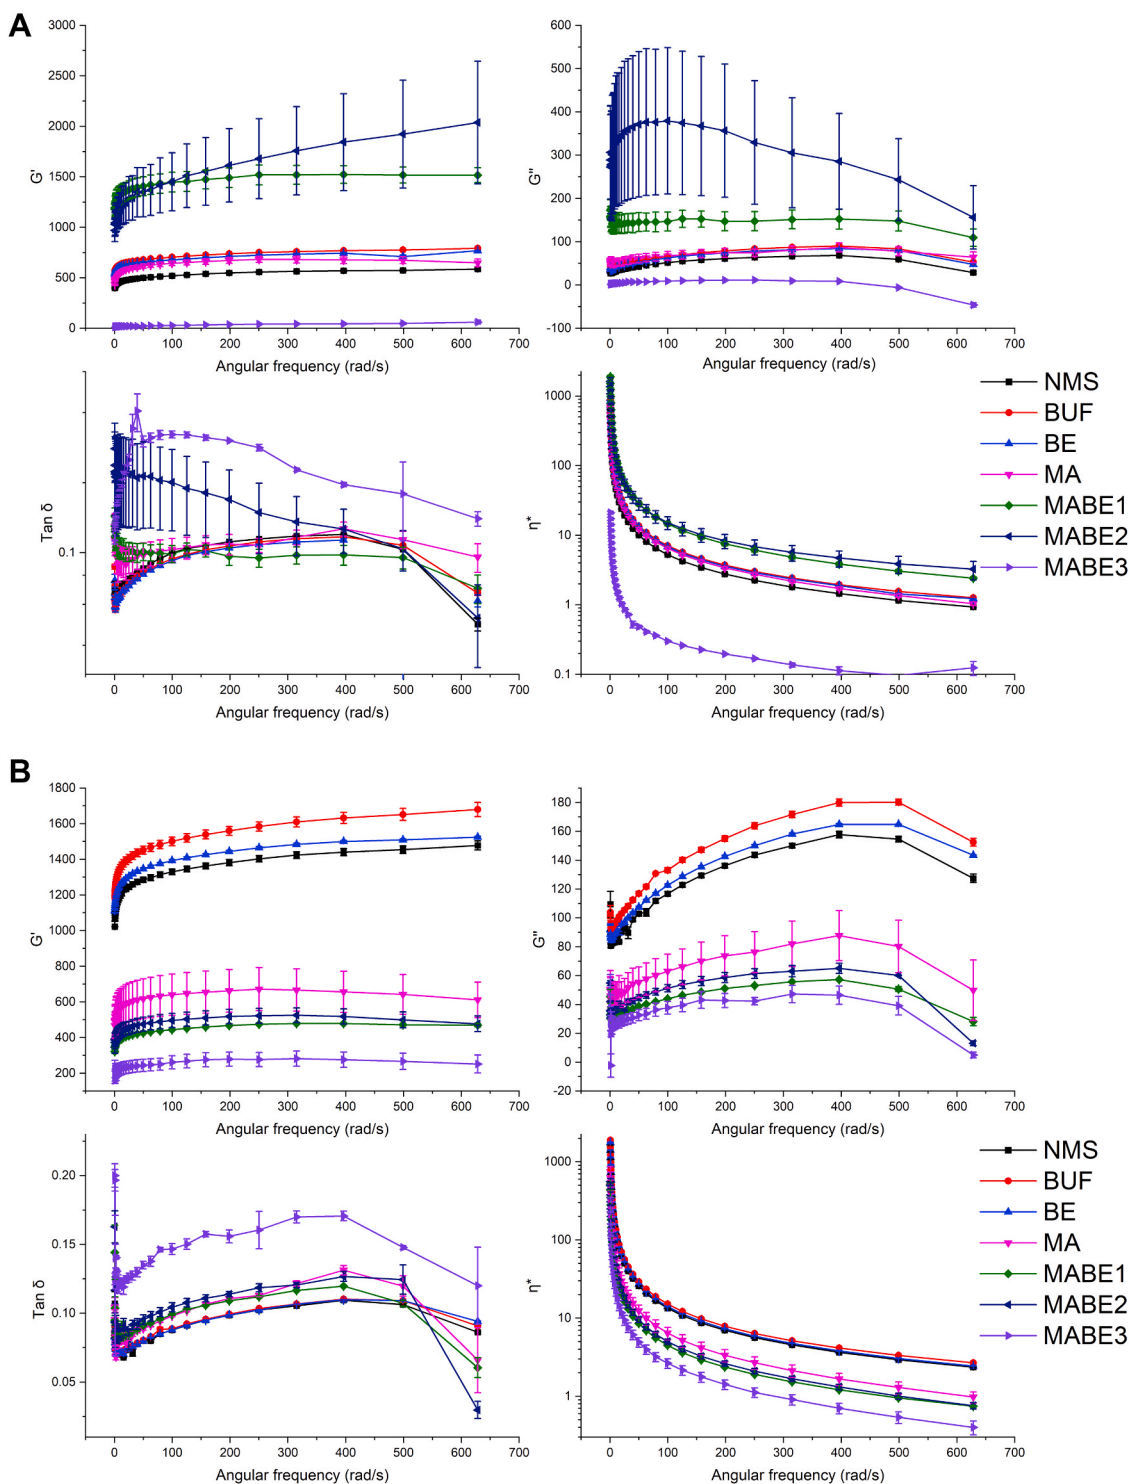 A
3000
2500
2000
1500
1000
500
0
G'
0 100 200 300 400 500 600 700
Angular frequency (rad/s)
600
500
400
300
200
100
0
-100
G"
0 100 200 300 400 500 600 700
Angular frequency (rad/s)
0.1
Tan δ
0 100 200 300 400 500 600 700
Angular frequency (rad/s)
1000
100
10
1
0.1
η*
0 100 200 300 400 500 600 700
Angular frequency (rad/s)
NMS
BUF
BE
MA
MABE1
MABE2
MABE3
B
1800
1600
1400
1200
1000
800
600
400
200
G'
0 100 200 300 400 500 600 700
Angular frequency (rad/s)
180
160
140
120
100
80
60
40
20
0
-20
G"
0 100 200 300 400 500 600 700
Angular frequency (rad/s)
0.20
0.15
0.10
0.05
Tan δ
0 100 200 300 400 500 600 700
Angular frequency (rad/s)
1000
100
10
1
η*
0 100 200 300 400 500 600 700
Angular frequency (rad/s)
NMS
BUF
BE
MA
MABE1
MABE2
MABE3